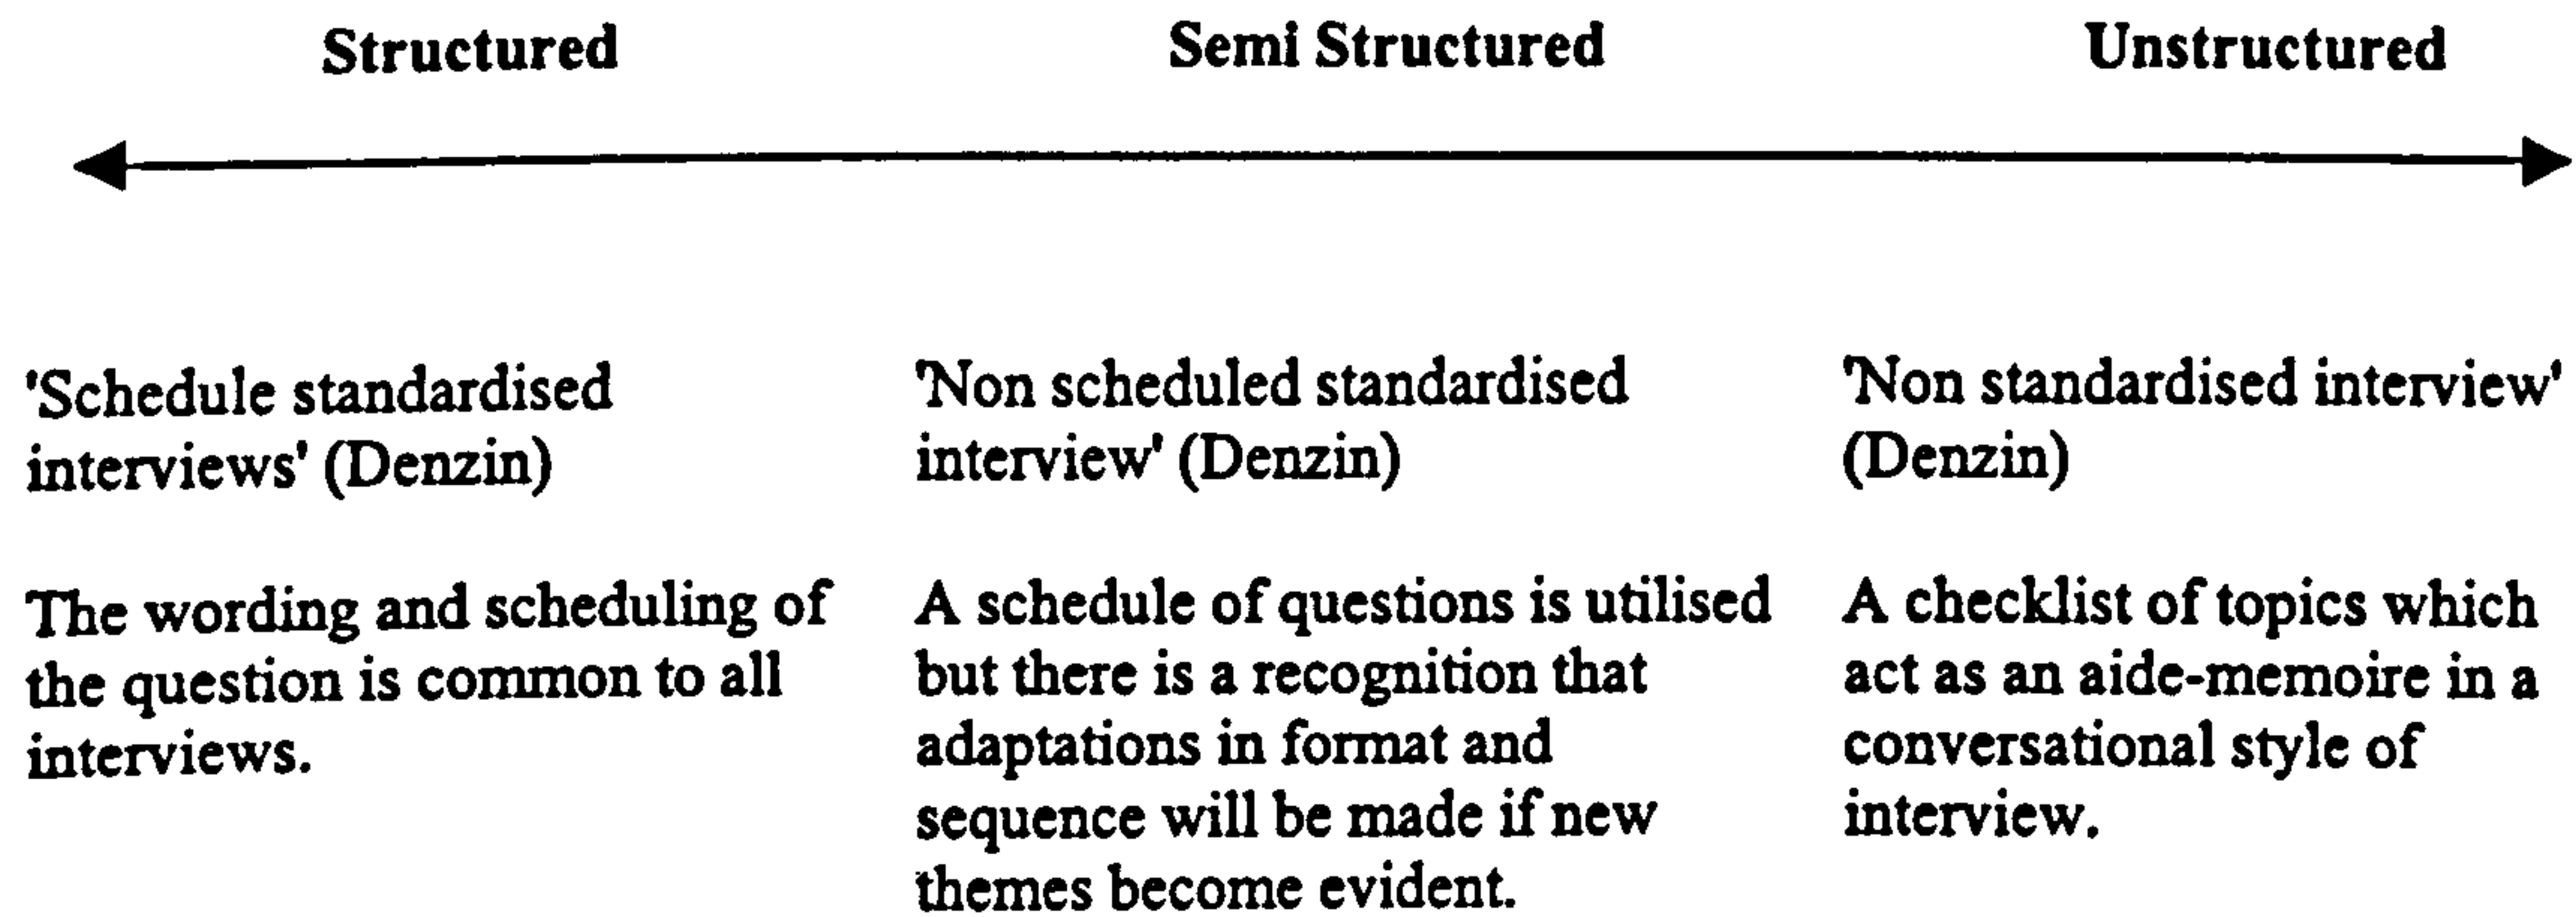 Structured Semi Structured Unstructured
'Schedule standardised
interviews' (Denzin)
The wording and scheduling of
the question is common to all
interviews.
'Non scheduled standardised
interview' (Denzin)
A schedule of questions is utilised
but there is a recognition that
adaptations in format and
sequence will be made if new
themes become evident.
'Non standardised interview'
(Denzin)
A checklist of topics which
act as an aide-memoire in a
conversational style of
interview.